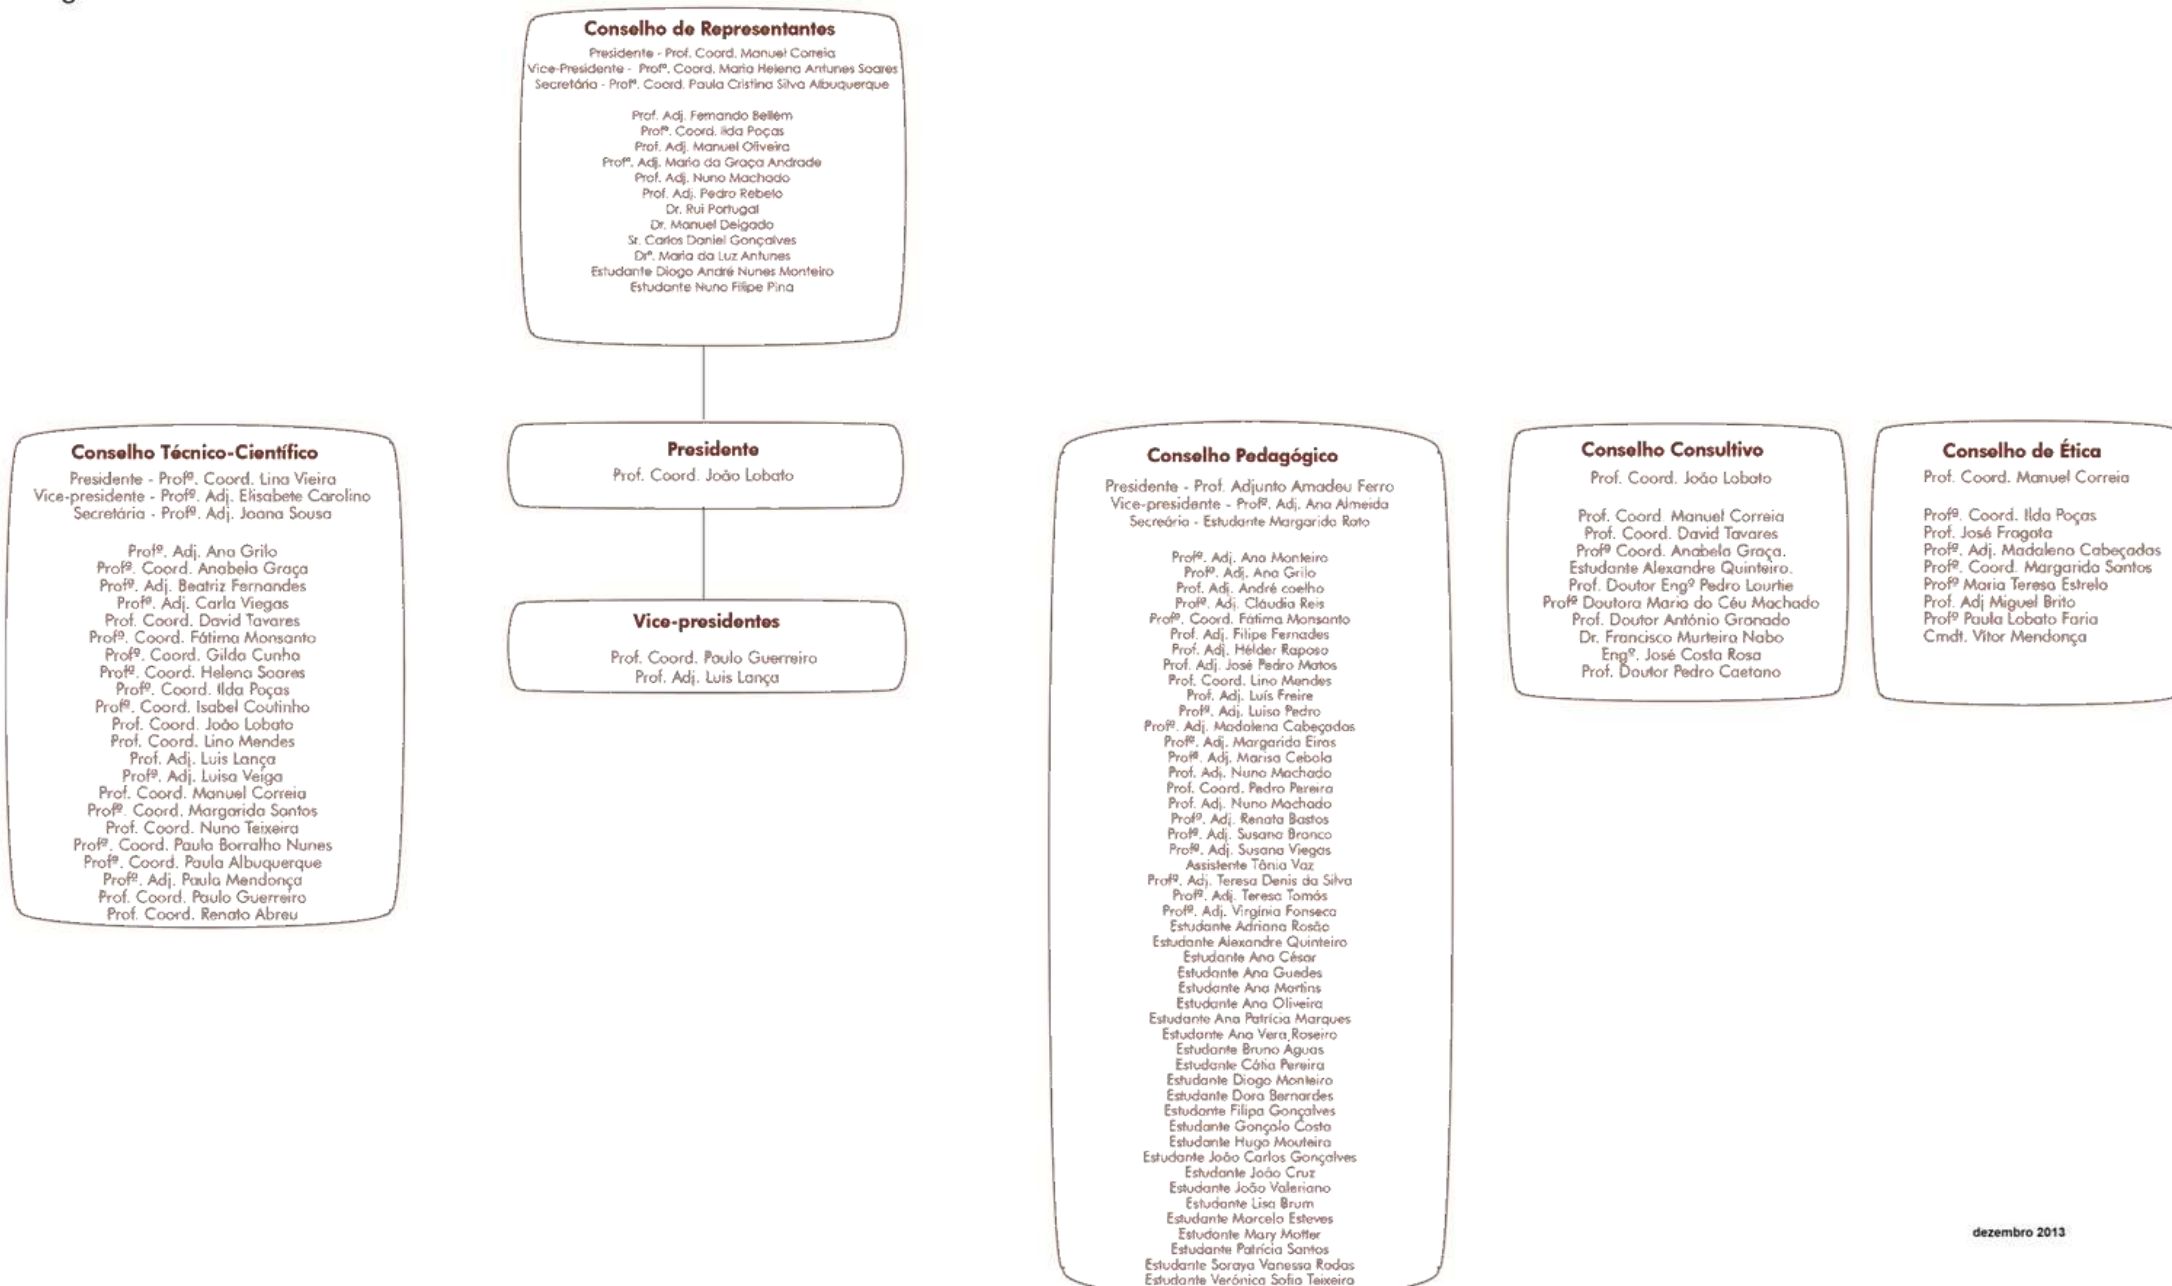 Conselho de Representantes
Presidente - Prof. Coord. Manuel Correia
Vice-Presidente - Profª. Coord. Maria Helena Antunes Soares
Secretária - Profª. Coord. Paula Cristina Silva Albuquerque
Prof. Adj. Fernando Bellém
Profª. Coord. Ilda Poças
Prof. Adj. Manuel Oliveira
Profª. Adj. Maria da Graça Andrade
Prof. Adj. Nuno Machado
Prof. Adj. Pedro Rebelo
Dr. Rui Portugal
Dr. Manuel Delgado
Sr. Carlos Daniel Gonçalves
Drª. Maria da Luz Antunes
Estudante Diogo André Nunes Monteiro
Estudante Nuno Filipe Pina
Conselho Técnico-Científico
Presidente - Profª. Coord. Lina Vieira
Vice-presidente - Profª. Adj. Elisabete Carolino
Secretária - Profª. Adj. Joana Sousa
Profª. Adj. Ana Grilo
Profª. Coord. Anabela Graça
Profª. Adj. Beatriz Fernandes
Profª. Adj. Carla Viegas
Prof. Coord. David Tavares
Profª. Coord. Fátima Monsanto
Profª. Coord. Gilda Cunha
Profª. Coord. Helena Soares
Profª. Coord. Ilda Poças
Profª. Coord. Isabel Coutinho
Prof. Coord. João Lobato
Prof. Coord. Lino Mendes
Prof. Adj. Luis Lança
Profª. Adj. Luisa Veiga
Prof. Coord. Manuel Correia
Profª. Coord. Margarida Santos
Prof. Coord. Nuno Teixeira
Profª. Coord. Paula Borralho Nunes
Profª. Coord. Paula Albuquerque
Profª. Adj. Paula Mendonça
Prof. Coord. Paulo Guerreiro
Prof. Coord. Renato Abreu
Presidente
Prof. Coord. João Lobato
Vice-presidentes
Prof. Coord. Paulo Guerreiro
Prof. Adj. Luis Lança
Conselho Pedagógico
Presidente - Prof. Adjunto Amadeu Ferro
Vice-presidente - Profª. Adj. Ana Almeida
Secreária - Estudante Margarida Rato
Profª. Adj. Ana Monteiro
Profª. Adj. Ana Grilo
Prof. Adj. André coelho
Profª. Adj. Cláudia Reis
Profª. Coord. Fátima Monsanto
Prof. Adj. Filipe Fernades
Prof. Adj. Hélder Raposo
Prof. Adj. José Pedro Matos
Prof. Coord. Lino Mendes
Prof. Adj. Luís Freire
Profª. Adj. Luisa Pedro
Profª. Adj. Madalena Cabeçadas
Profª. Adj. Margarida Eiras
Profª. Adj. Marisa Cebola
Prof. Adj. Nuno Machado
Prof. Coord. Pedro Pereira
Prof. Adj. Nuno Machado
Profª. Adj. Renata Bastos
Profª. Adj. Susana Branco
Profª. Adj. Susana Viegas
Assistente Tânia Vaz
Profª. Adj. Teresa Denis da Silva
Profª. Adj. Teresa Tomás
Profª. Adj. Virgínia Fonseca
Estudante Adriana Rosão
Estudante Alexandre Quinteiro
Estudante Ana César
Estudante Ana Guedes
Estudante Ana Martins
Estudante Ana Oliveira
Estudante Ana Patrícia Marques
Estudante Ana Vera Roseiro
Estudante Bruno Águas
Estudante Cátia Pereira
Estudante Diogo Monteiro
Estudante Dora Bernardes
Estudante Filipa Gonçalves
Estudante Gonçalo Costa
Estudante Hugo Mouteira
Estudante João Carlos Gonçalves
Estudante João Cruz
Estudante João Valeriano
Estudante Lisa Brum
Estudante Marcelo Esteves
Estudante Mary Motter
Estudante Patrícia Santos
Estudante Soraya Vanessa Rodas
Estudante Verónica Sofia Teixeira
Conselho Consultivo
Prof. Coord. João Lobato
Prof. Coord. Manuel Correia
Prof. Coord. David Tavares
Profª Coord. Anabela Graça.
Estudante Alexandre Quinteiro.
Prof. Doutor Engº Pedro Lourtie
Profª Doutora Maria do Céu Machado
Prof. Doutor António Granado
Dr. Francisco Murteira Nabo
Engº. José Costa Rosa
Prof. Doutor Pedro Caetano
Conselho de Ética
Prof. Coord. Manuel Correia
Profª. Coord. Ilda Poças
Prof. José Fragata
Profª. Adj. Madalena Cabeçadas
Profª. Coord. Margarida Santos
Profª Maria Teresa Estrela
Prof. Adj Miguel Brito
Profª Paula Lobato Faria
Cmdt. Vítor Mendonça
dezembro 2013